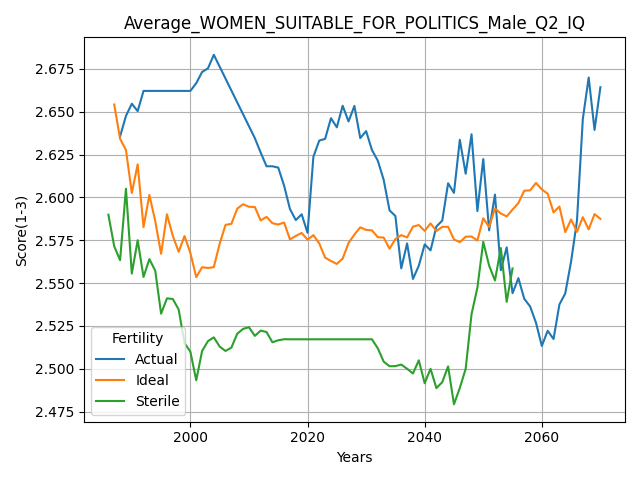 Average_WOMEN_SUITABLE_FOR_POLITICS_Male_Q2_IQ
Score(1-3)
2.675
2.650
2.625
2.600
2.575
2.550
2.525
2.500
2.475
Fertility
Actual
Ideal
Sterile
2000
2020
2040
2060
Years